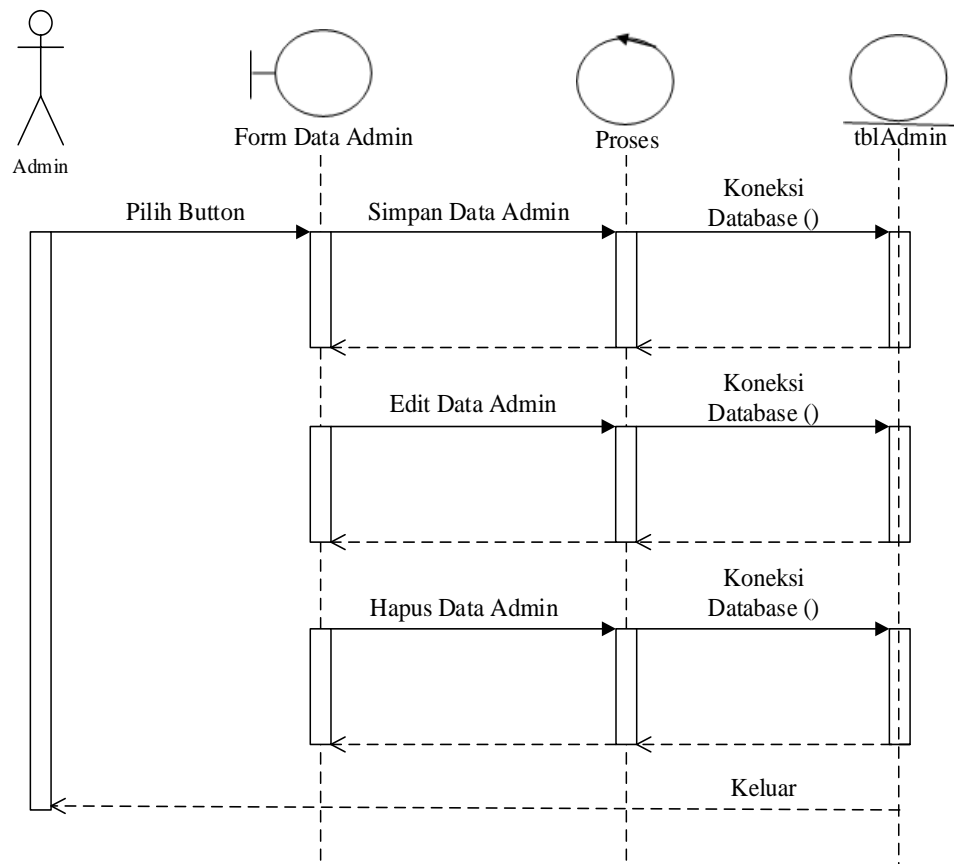 Admin
Form Data Admin
Proses
tblAdmin
Pilih Button
Simpan Data Admin
Koneksi
Database ()
Edit Data Admin
Koneksi
Database ()
Hapus Data Admin
Koneksi
Database ()
Keluar